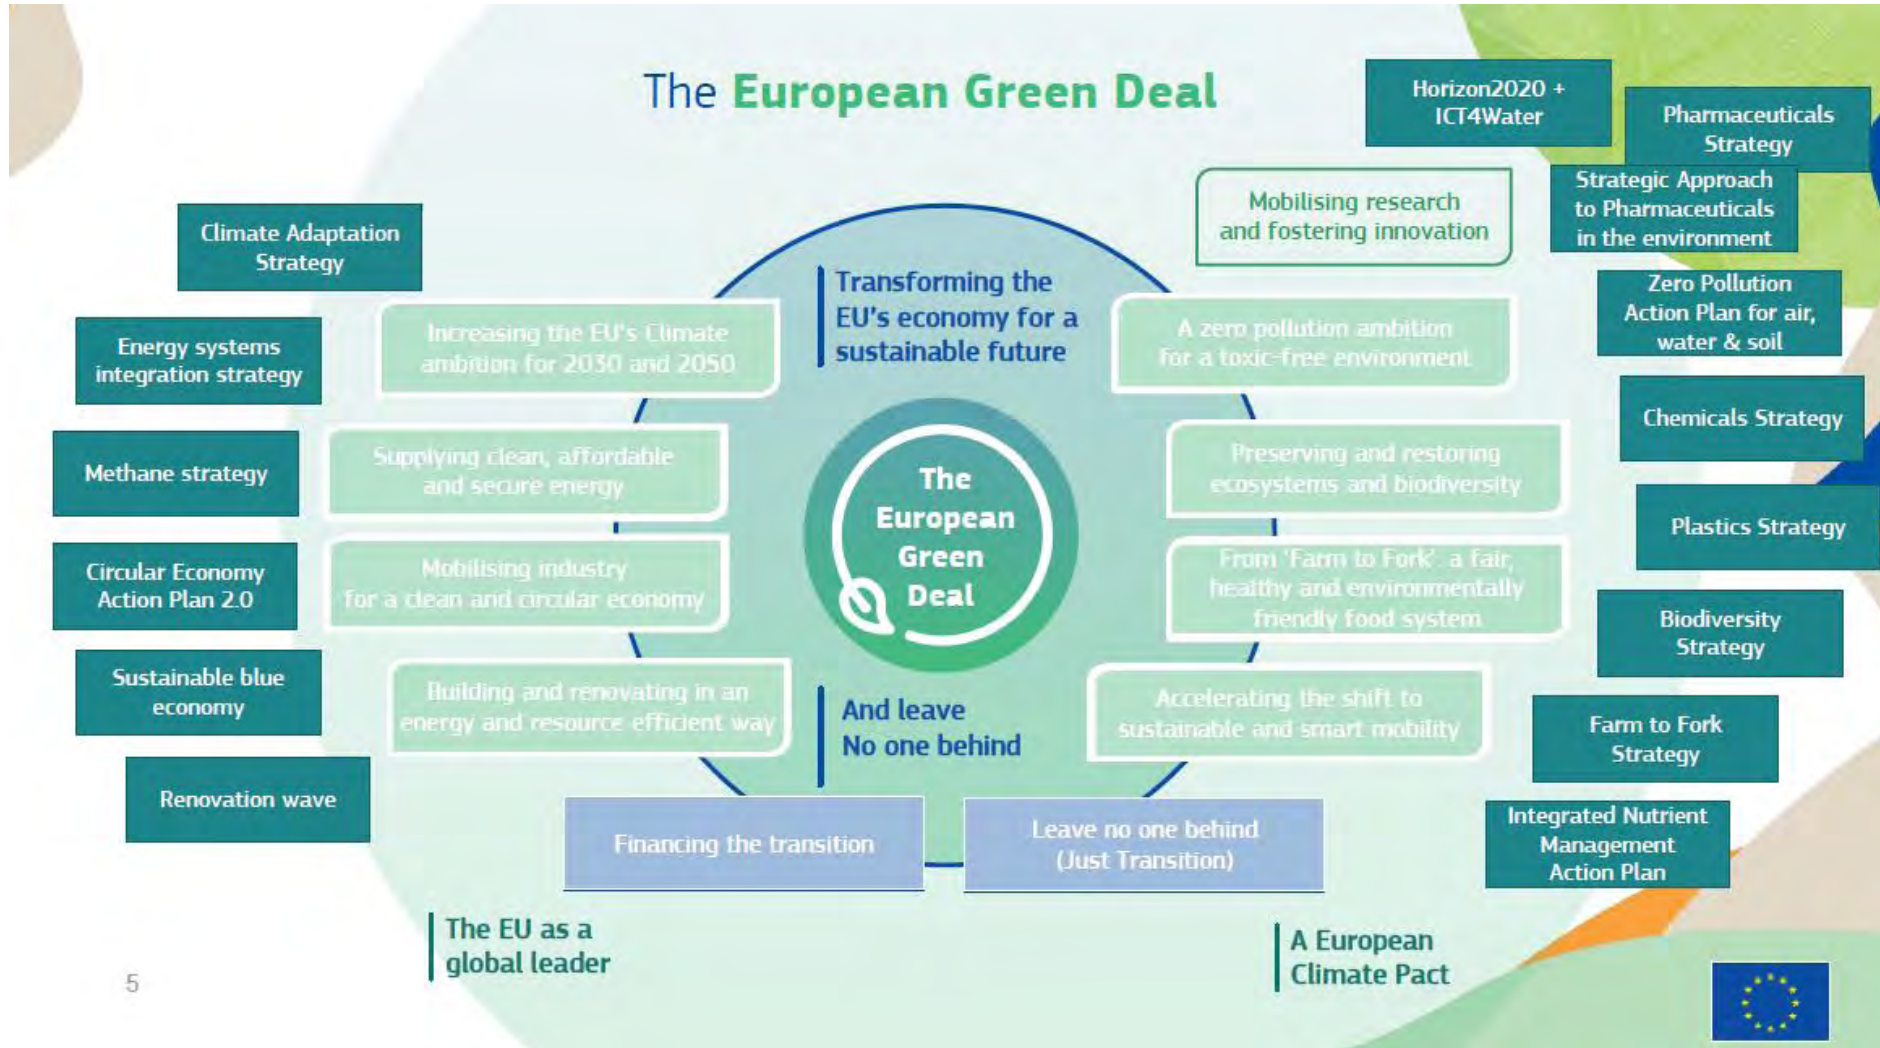 The European Green Deal
Horizon2020 +
ICT4Water
Pharmaceuticals
Strategy
Mobilising research
and fostering innovation
Strategic Approach
to Pharmaceuticals
in the environment
Climate Adaptation
Strategy
Transforming the
EU's economy for a
sustainable future
Zero Pollution
Action Plan for air,
water & soil
Energy systems
integration strategy
Increasing the EU's Climate
ambition for 2030 and 2050
A zero pollution ambition
for a toxic-free environment
Chemicals Strategy
Methane strategy
Supplying clean, affordable
and secure energy
The
European
Green
Deal
Preserving and restoring
ecosystems and biodiversity
Plastics Strategy
Circular Economy
Action Plan 2.0
Mobilising industry
for a clean and circular economy
From 'Farm to Fork': a fair,
healthy and environmentally
friendly food system
Biodiversity
Strategy
Sustainable blue
economy
Building and renovating in an
energy and resource efficient way
And leave
No one behind
Accelerating the shift to
sustainable and smart mobility
Farm to Fork
Strategy
Renovation wave
Financing the transition
Leave no one behind
(Just Transition)
Integrated Nutrient
Management
Action Plan
The EU as a
global leader
A European
Climate Pact
5